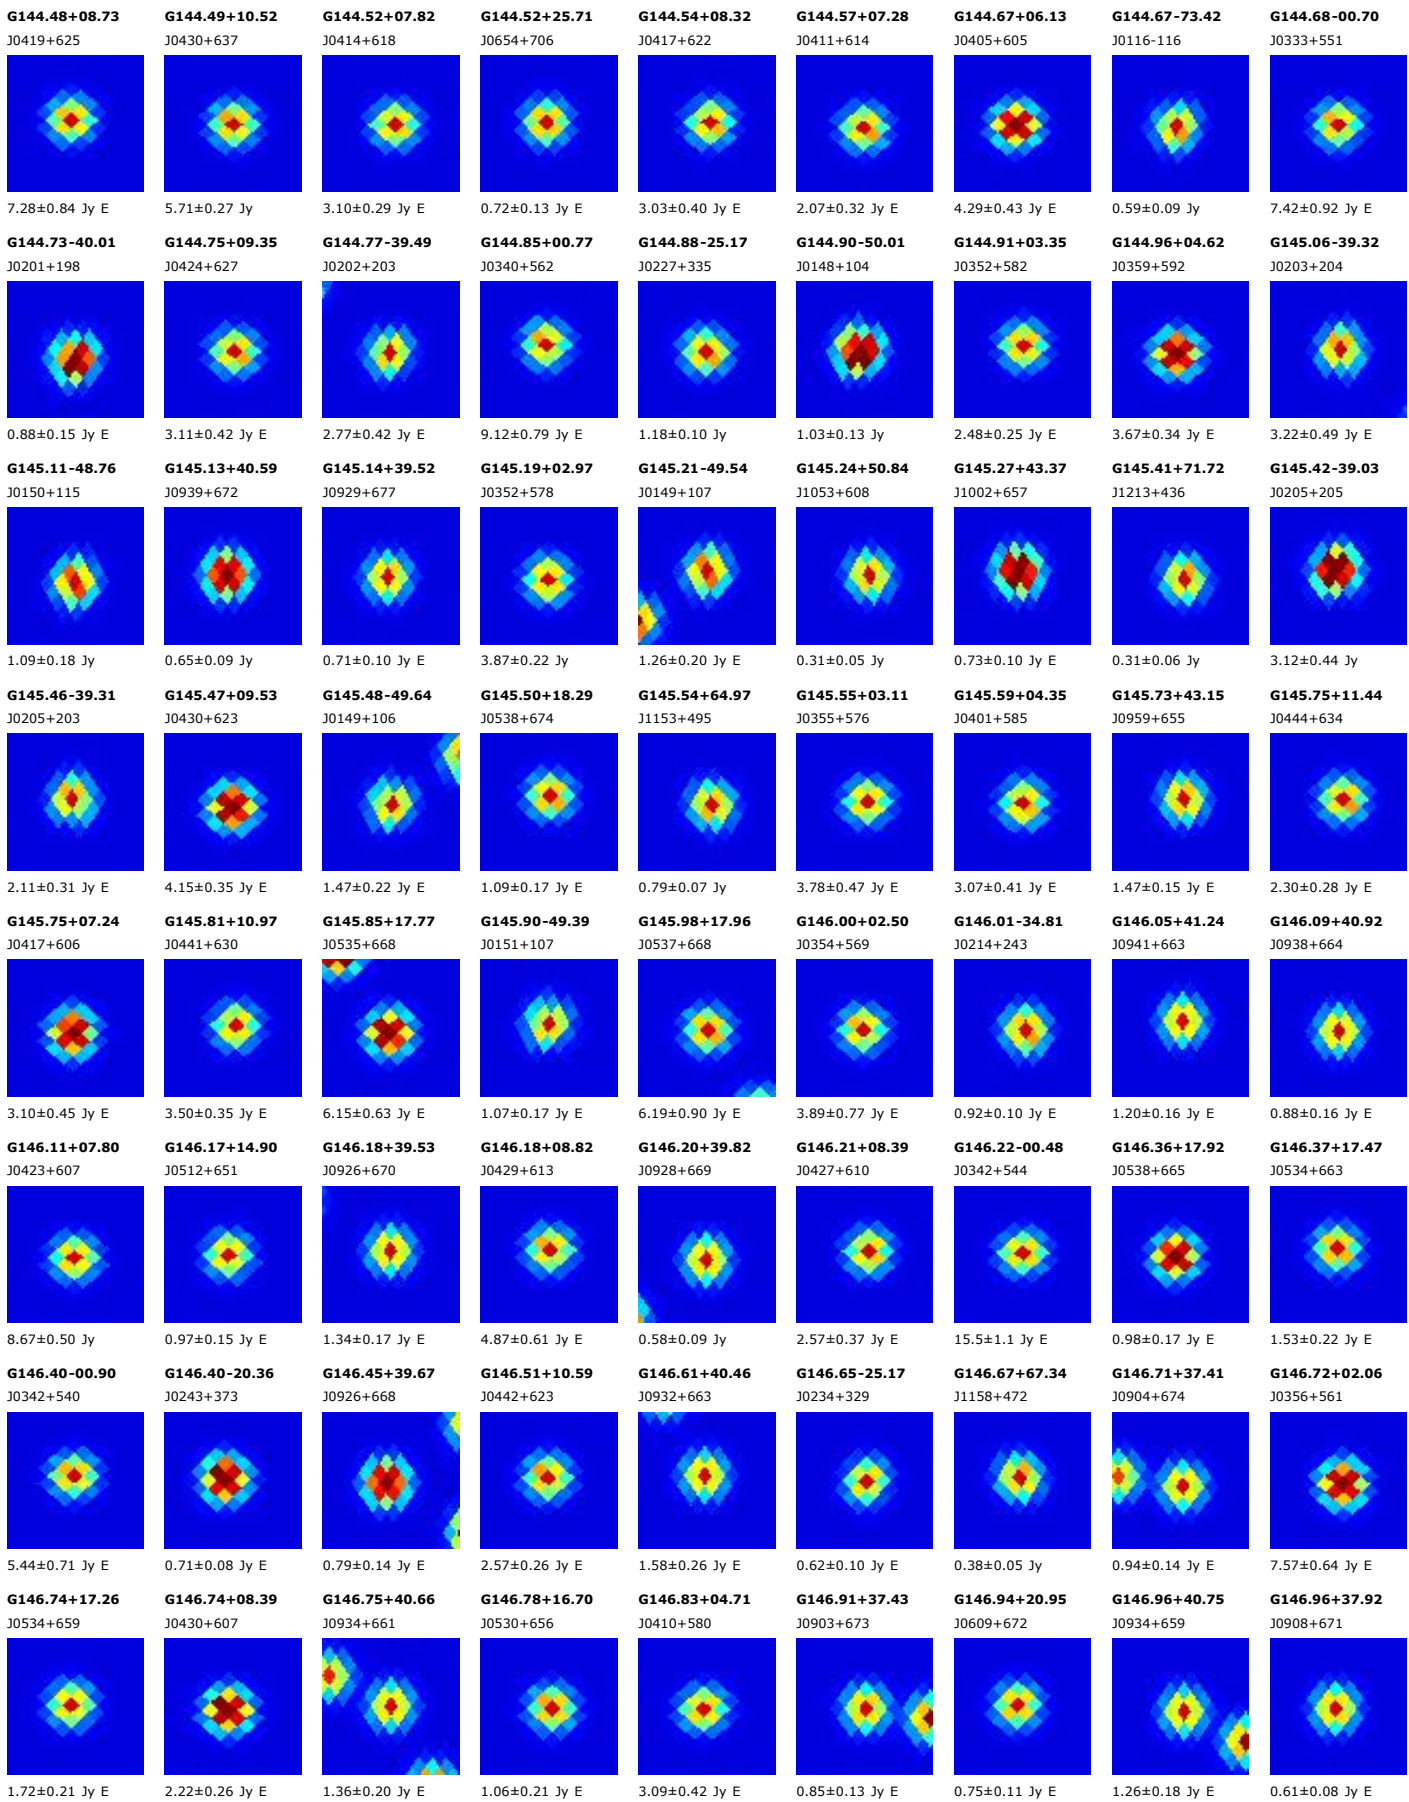 G144.48+08.73 G144.49+10.52 G144.52+07.82 G144.52+25.71 G144.54+08.32 G144.57+07.28 G144.67+06.13 G144.67-73.42 G144.68-00.70
J0419+625 J0430+637 J0414+618 J0654+706 J0417+622 J0411+614 J0405+605 J0116-116 J0333+551
7.28±0.84 Jy E 5.71±0.27 Jy 3.10±0.29 Jy E 0.72±0.13 Jy E 3.03±0.40 Jy E 2.07±0.32 Jy E 4.29±0.43 Jy E 0.59±0.09 Jy 7.42±0.92 Jy E
G144.73-40.01 G144.75+09.35 G144.77-39.49 G144.85+00.77 G144.88-25.17 G144.90-50.01 G144.91+03.35 G144.96+04.62 G145.06-39.32
J0201+198 J0424+627 J0202+203 J0340+562 J0227+335 J0148+104 J0352+582 J0359+592 J0203+204
0.88±0.15 Jy E 3.11±0.42 Jy E 2.77±0.42 Jy E 9.12±0.79 Jy E 1.18±0.10 Jy 1.03±0.13 Jy 2.48±0.25 Jy E 3.67±0.34 Jy E 3.22±0.49 Jy E
G145.11-48.76 G145.13+40.59 G145.14+39.52 G145.19+02.97 G145.21-49.54 G145.24+50.84 G145.27+43.37 G145.41+71.72 G145.42-39.03
J0150+115 J0939+672 J0929+677 J0352+578 J0149+107 J1053+608 J1002+657 J1213+436 J0205+205
1.09±0.18 Jy 0.65±0.09 Jy 0.71±0.10 Jy E 3.87±0.22 Jy 1.26±0.20 Jy E 0.31±0.05 Jy 0.73±0.10 Jy E 0.31±0.06 Jy 3.12±0.44 Jy
G145.46-39.31 G145.47+09.53 G145.48-49.64 G145.50+18.29 G145.54+64.97 G145.55+03.11 G145.59+04.35 G145.73+43.15 G145.75+11.44
J0205+203 J0430+623 J0149+106 J0538+674 J1153+495 J0355+576 J0401+585 J0959+655 J0444+634
2.11±0.31 Jy E 4.15±0.35 Jy E 1.47±0.22 Jy E 1.09±0.17 Jy E 0.79±0.07 Jy 3.78±0.47 Jy E 3.07±0.41 Jy E 1.47±0.15 Jy E 2.30±0.28 Jy E
G145.75+07.24 G145.81+10.97 G145.85+17.77 G145.90-49.39 G145.98+17.96 G146.00+02.50 G146.01-34.81 G146.05+41.24 G146.09+40.92
J0417+606 J0441+630 J0535+668 J0151+107 J0537+668 J0354+569 J0214+243 J0941+663 J0938+664
3.10±0.45 Jy E 3.50±0.35 Jy E 6.15±0.63 Jy E 1.07±0.17 Jy E 6.19±0.90 Jy E 3.89±0.77 Jy E 0.92±0.10 Jy E 1.20±0.16 Jy E 0.88±0.16 Jy E
G146.11+07.80 G146.17+14.90 G146.18+39.53 G146.18+08.82 G146.20+39.82 G146.21+08.39 G146.22-00.48 G146.36+17.92 G146.37+17.47
J0423+607 J0512+651 J0926+670 J0429+613 J0928+669 J0427+610 J0342+544 J0538+665 J0534+663
8.67±0.50 Jy 0.97±0.15 Jy E 1.34±0.17 Jy E 4.87±0.61 Jy E 0.58±0.09 Jy 2.57±0.37 Jy E 15.5±1.1 Jy E 0.98±0.17 Jy E 1.53±0.22 Jy E
G146.40-00.90 G146.40-20.36 G146.45+39.67 G146.51+10.59 G146.61+40.46 G146.65-25.17 G146.67+67.34 G146.71+37.41 G146.72+02.06
J0342+540 J0243+373 J0926+668 J0442+623 J0932+663 J0234+329 J1158+472 J0904+674 J0356+561
5.44±0.71 Jy E 0.71±0.08 Jy E 0.79±0.14 Jy E 2.57±0.26 Jy E 1.58±0.26 Jy E 0.62±0.10 Jy E 0.38±0.05 Jy 0.94±0.14 Jy E 7.57±0.64 Jy E
G146.74+17.26 G146.74+08.39 G146.75+40.66 G146.78+16.70 G146.83+04.71 G146.91+37.43 G146.94+20.95 G146.96+40.75 G146.96+37.92
J0534+659 J0430+607 J0934+661 J0530+656 J0410+580 J0903+673 J0609+672 J0934+659 J0908+671
1.72±0.21 Jy E 2.22±0.26 Jy E 1.36±0.20 Jy E 1.06±0.21 Jy E 3.09±0.42 Jy E 0.85±0.13 Jy E 0.75±0.11 Jy E 1.26±0.18 Jy E 0.61±0.08 Jy E